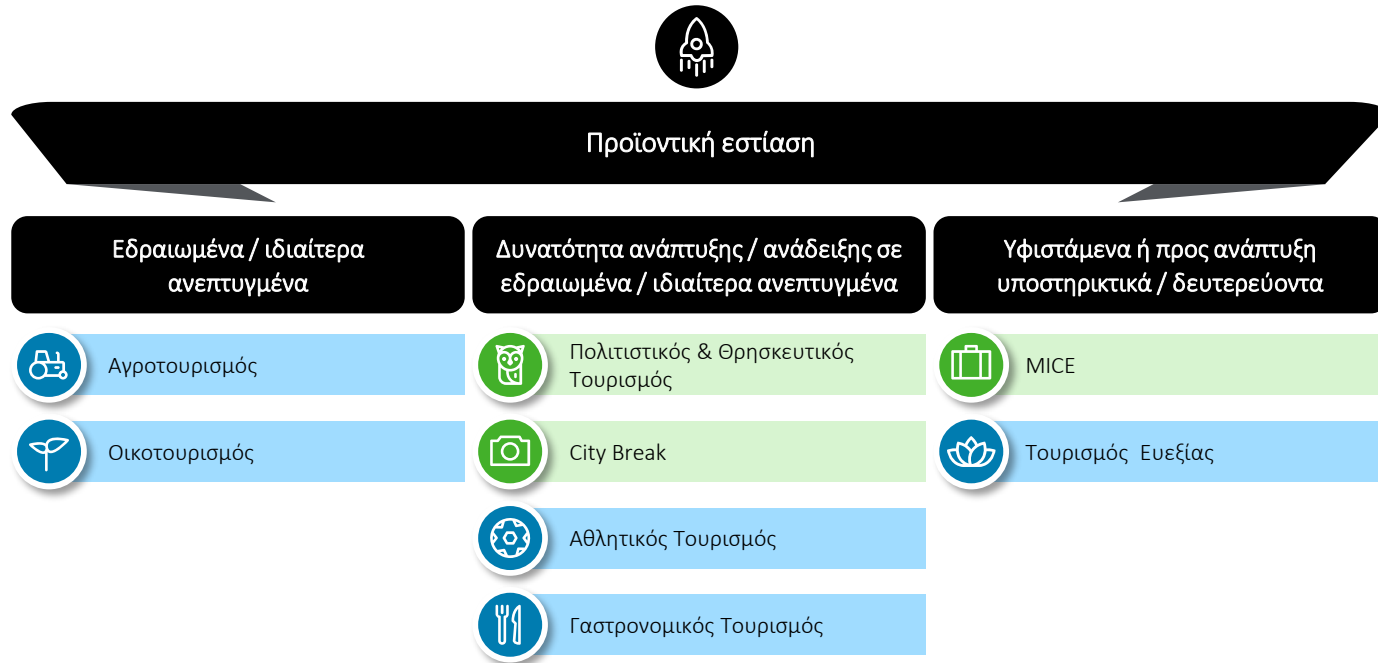 Προϊοντική εστίαση
Εδραιωμένα / ιδιαίτερα
ανεπτυγμένα
Αγροτουρισμός
Οικοτουρισμός
Δυνατότητα ανάπτυξης / ανάδειξης σε
εδραιωμένα / ιδιαίτερα ανεπτυγμένα
Πολιτιστικός & Θρησκευτικός
Τουρισμός
City Break
Αθλητικός Τουρισμός
Γαστρονομικός Τουρισμός
Υφιστάμενα ή προς ανάπτυξη
υποστηρικτικά / δευτερεύοντα
MICE
Τουρισμός Ευεξίας